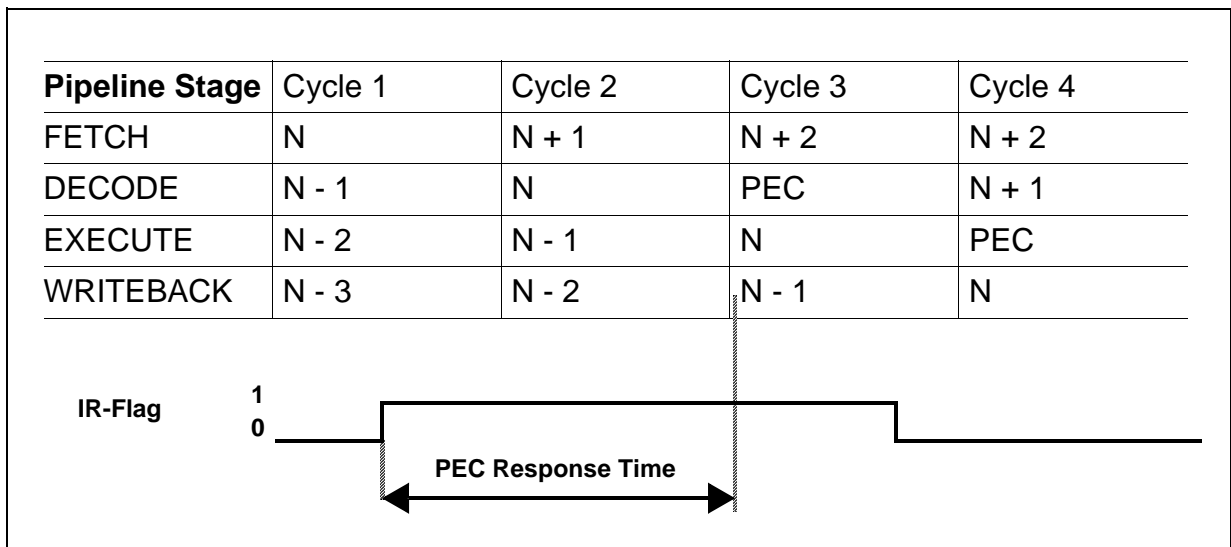 Pipeline Stage Cycle 1 Cycle 2 Cycle 3 Cycle 4
FETCH N N + 1 N + 2 N + 2
DECODE N - 1 N PEC N + 1
EXECUTE N - 2 N - 1 N PEC
WRITEBACK N - 3 N - 2 N - 1 N
IR-Flag 1
0
PEC Response Time